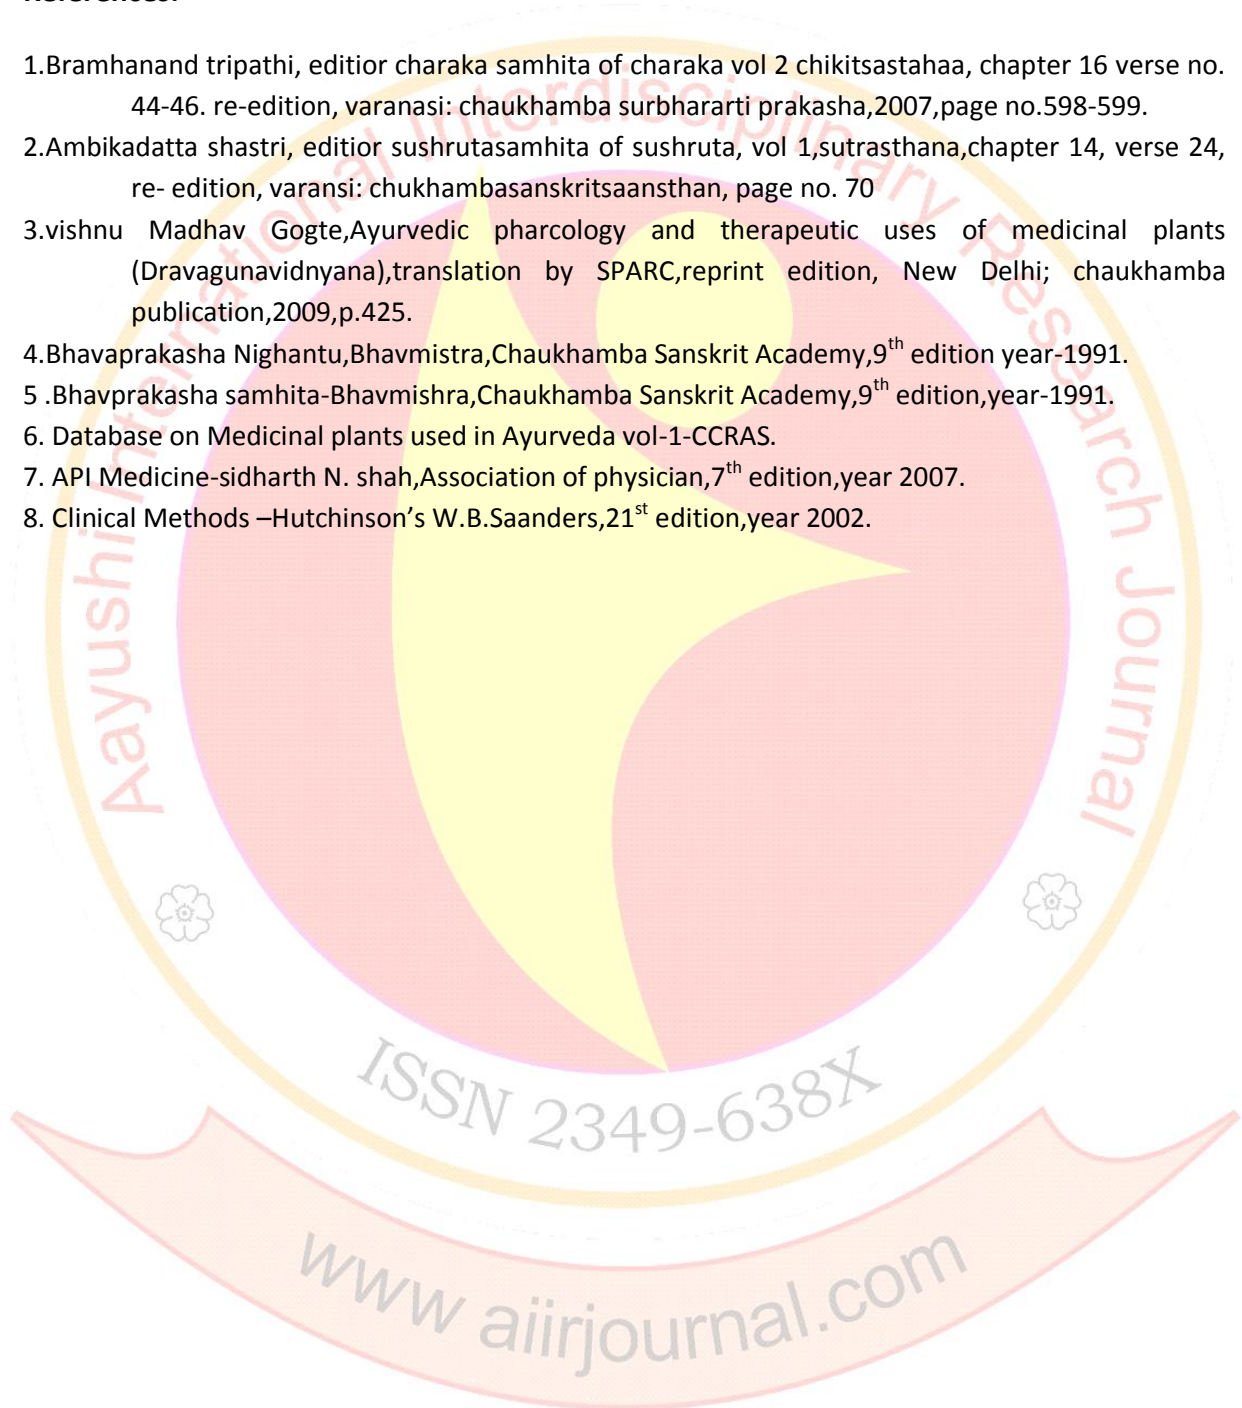 References:
1.Bramhanand tripathi, editior charaka samhita of charaka vol 2 chikitsastahaa, chapter 16 verse no.
44-46. re-edition, varanasi: chaukhamba surbhararti prakasha,2007,page no.598-599.
2.Ambikadatta shastri, editior sushrutasamhita of sushruta, vol 1,sutrasthana,chapter 14, verse 24,
re- edition, varansi: chukhambasanskritsaansthan, page no. 70
3.vishnu Madhav Gogte,Ayurvedic pharcology and therapeutic uses of medicinal plants
(Dravagunavidnyana),translation by SPARC,reprint edition, New Delhi; chaukhamba
publication,2009,p.425.
4.Bhavaprakasha Nighantu,Bhavmistra,Chaukhamba Sanskrit Academy,9th edition year-1991.
5 .Bhavprakasha samhita-Bhavmishra,Chaukhamba Sanskrit Academy,9th edition,year-1991.
6. Database on Medicinal plants used in Ayurveda vol-1-CCRAS.
7. API Medicine-sidharth N. shah,Association of physician,7th edition,year 2007.
8. Clinical Methods –Hutchinson's W.B.Saanders,21st edition,year 2002.
Aayushi International Interdisciplinary Research Journal
ISSN 2349-638X
www aiirjournal.com